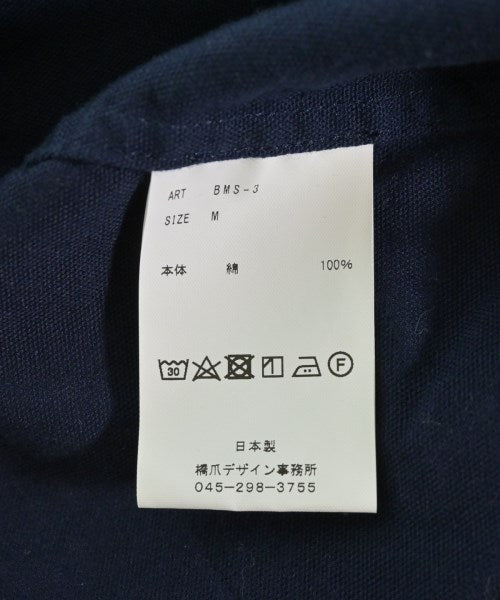 ART BMS-3
SIZE M
本体 綿 100%
30 F
日本製
橋爪デザイン事務所
045-298-3755